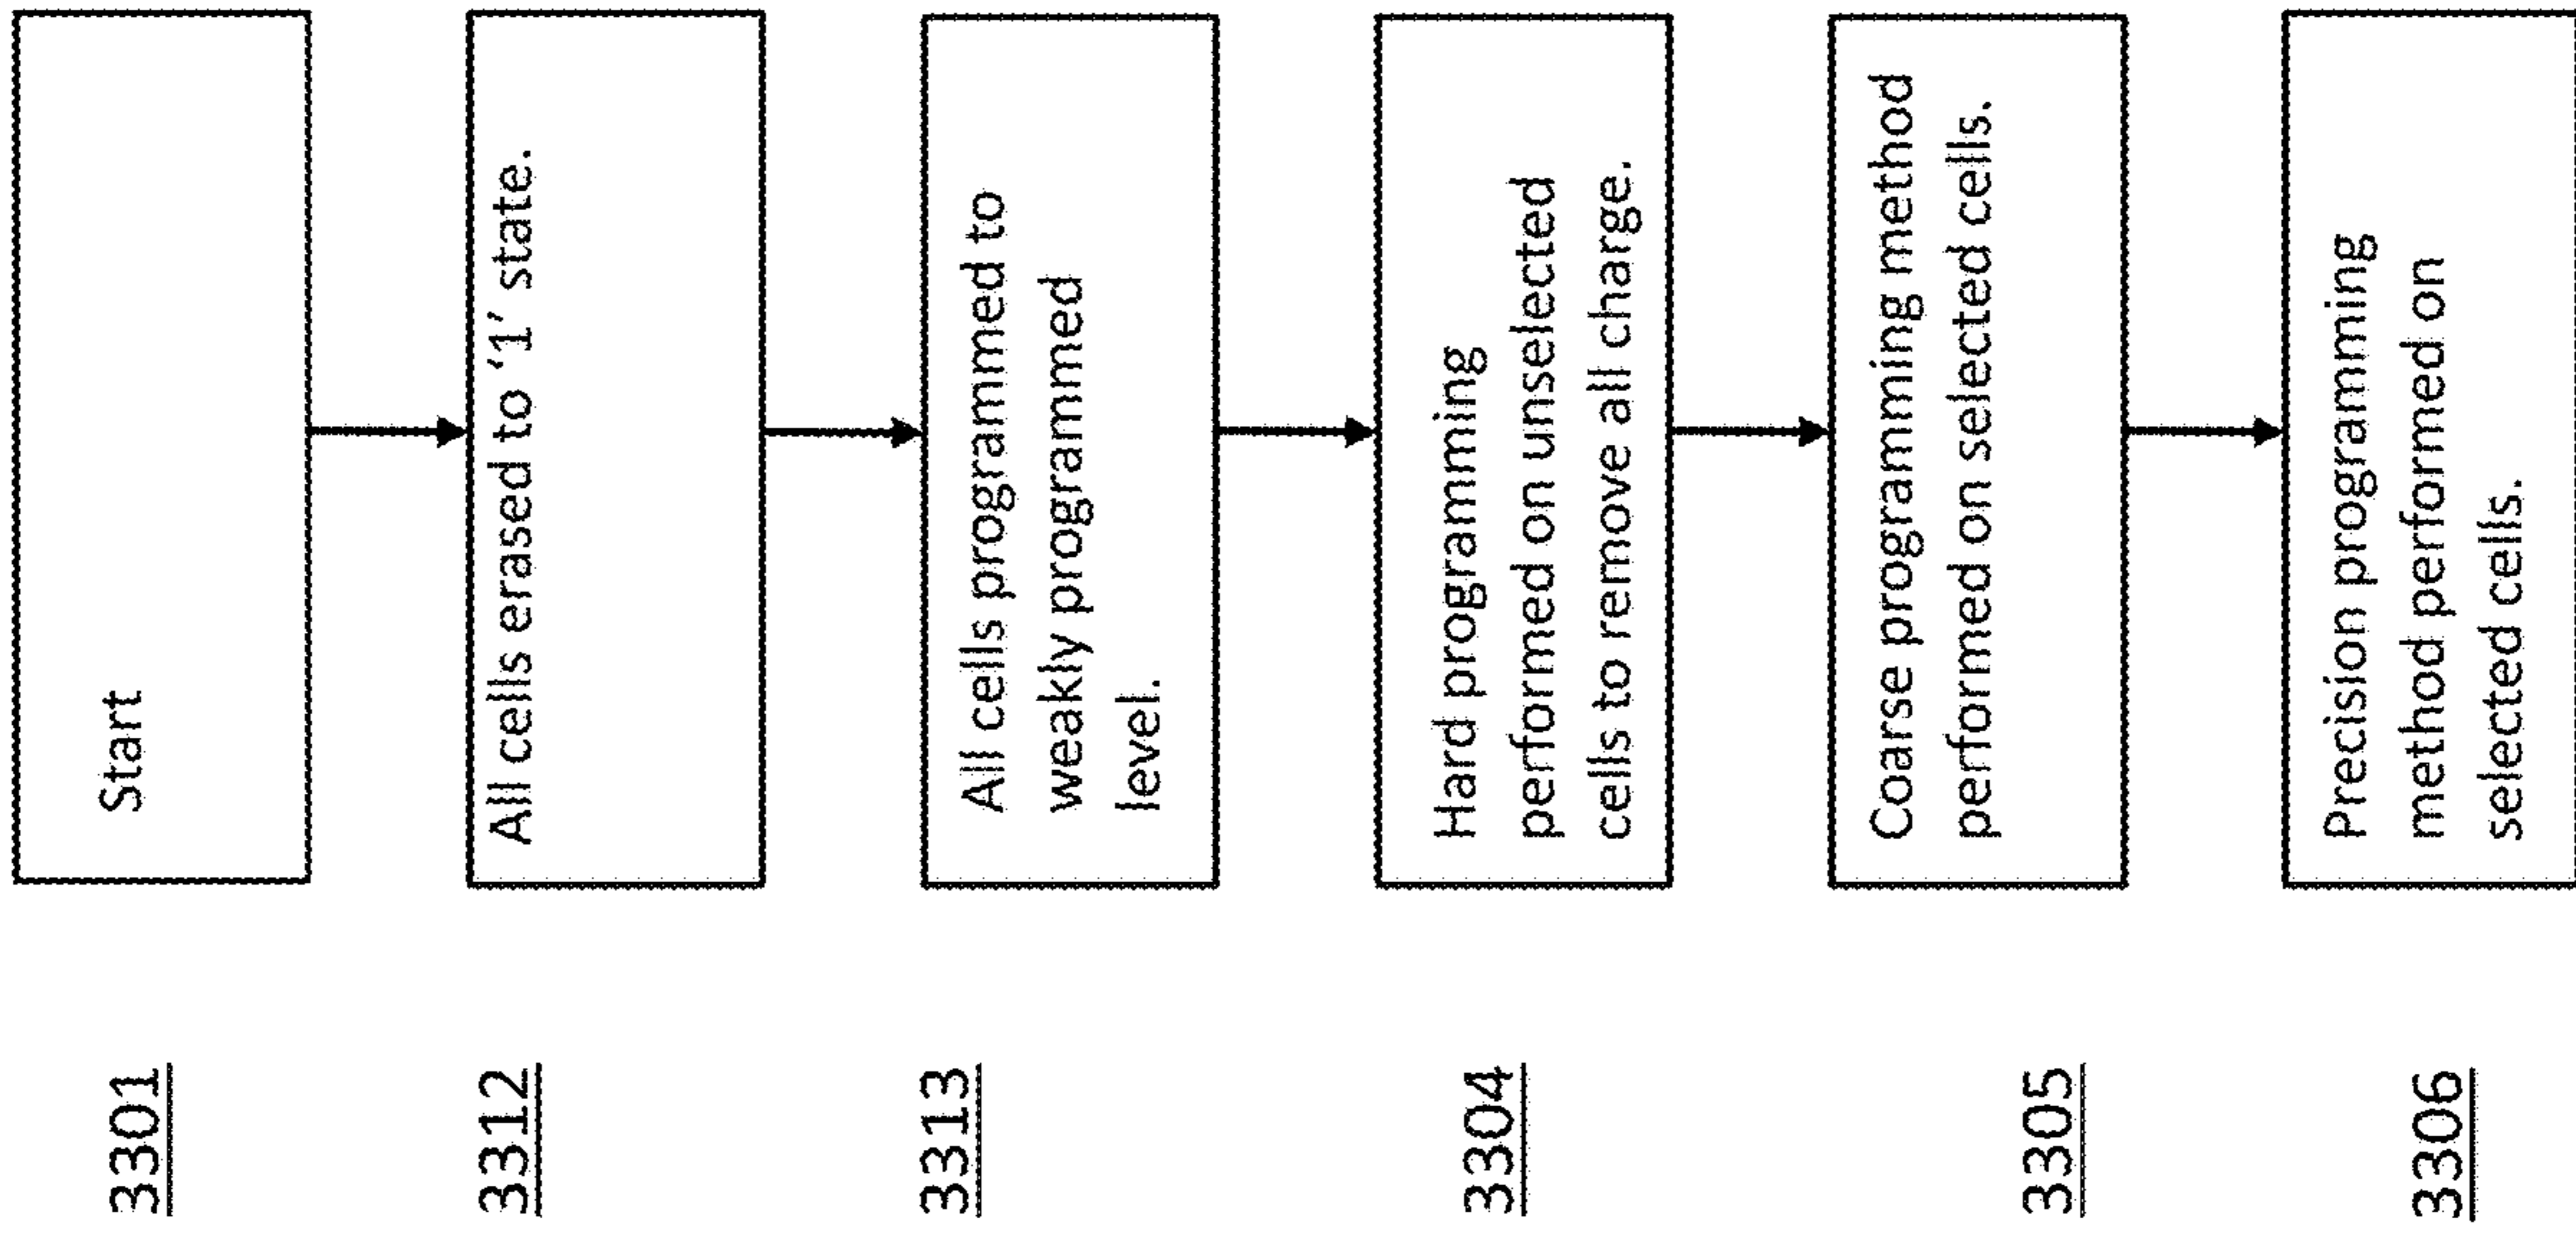 3301
Start
3312
All cells erased to '1' state.
3313
All cells programmed to
weakly programmed
level.
3304
Hard programming
performed on unselected
cells to remove all charge.
3305
Coarse programming method
performed on selected cells.
3306
Precision programming
method performed on
selected cells.